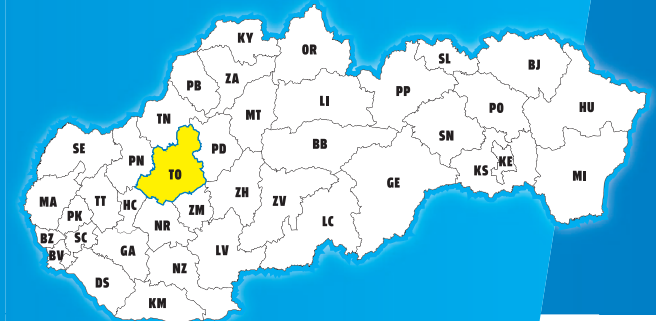 KY
OR
SL
BJ
ZA
PB
PP
LI
PO
HU
MT
TN
SN
SE
PN
PD
BB
KE
KS
TO
GE
MI
ZH
MA
TT
HC
ZV
PK
ZM
LC
NR
BZ
SC
GA
LV
BV
NZ
DS
KM